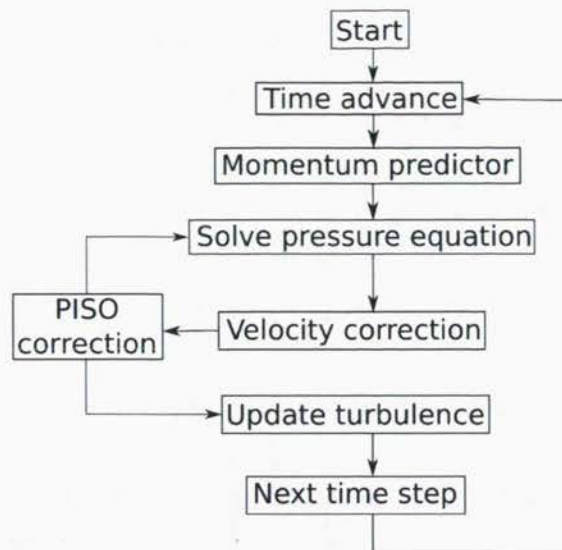 Start
Time advance
Momentum predictor
Solve pressure equation
PISO
correction
Velocity correction
Update turbulence
Next time step